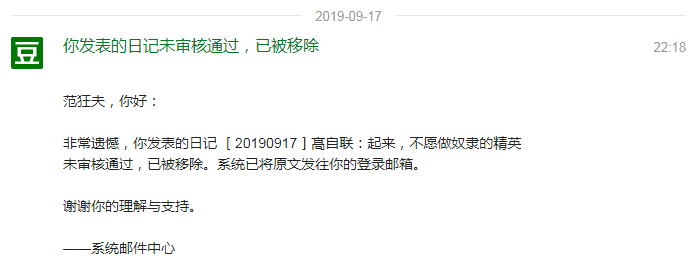 2019-09-17
豆
你发表的日记未审核通过，已被移除
22:18
范狂夫，你好：
非常遗憾，你发表的日记 [ 20190917 ] 高自联：起来，不愿做奴隶的精英
未审核通过，已被移除。系统已将原文发往你的登录邮箱。
谢谢你的理解与支持。
——系统邮件中心